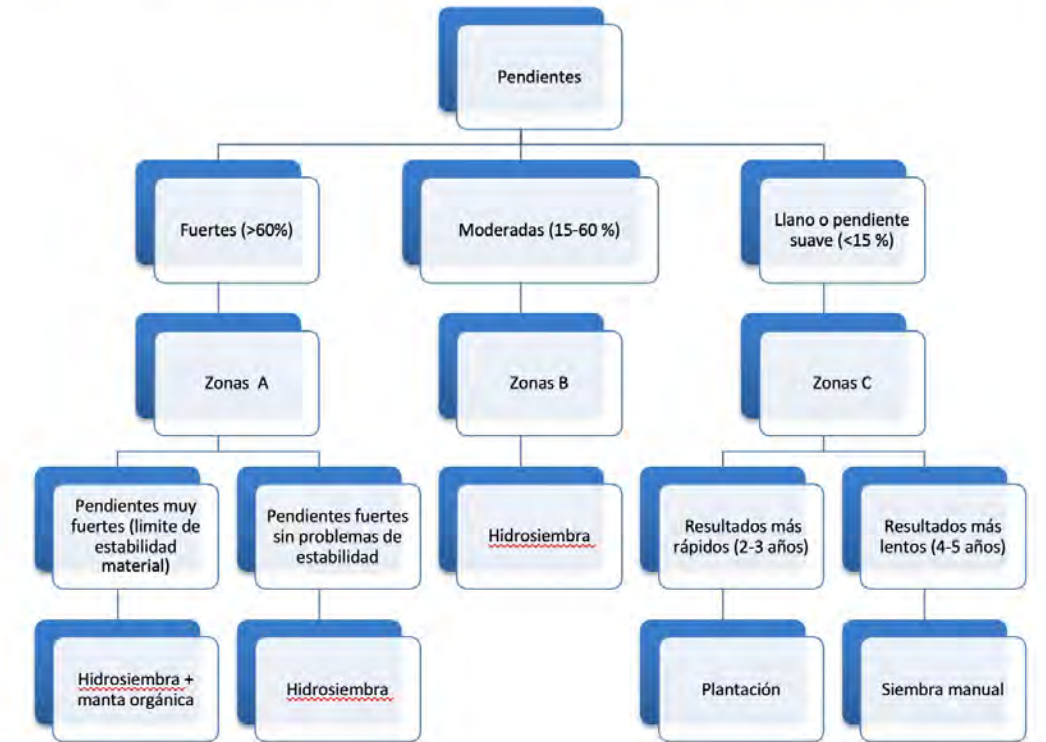 Pendientes
Fuertes (>60%)
Moderadas (15-60 %)
Llano o pendiente
suave (<15 %)
Zonas A
Zonas B
Zonas C
Pendientes muy
fuertes (limite de
estabilidad
material)
Pendientes fuertes
sin problemas de
estabilidad
Hidrosiembra
Resultados más
rápidos (2-3 años)
Resultados más
lentos (4-5 años)
Hidrosiembra +
manta orgánica
Hidrosiembra
Plantación
Siembra manual